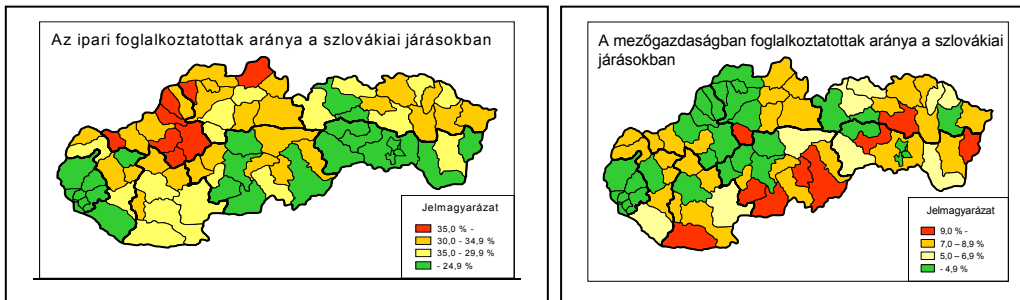 Az ipari foglalkoztatottak aránya a szlovákiai járásokban
Jelmagyarázat
35,0 % -
30,0 - 34,9 %
35,0 - 29,9 %
- 24,9 %
A mezőgazdaságban foglalkoztatottak aránya a szlovákiai
járásokban
Jelmagyarázat
9,0 % -
7,0 – 8,9 %
5,0 – 6,9 %
- 4,9 %